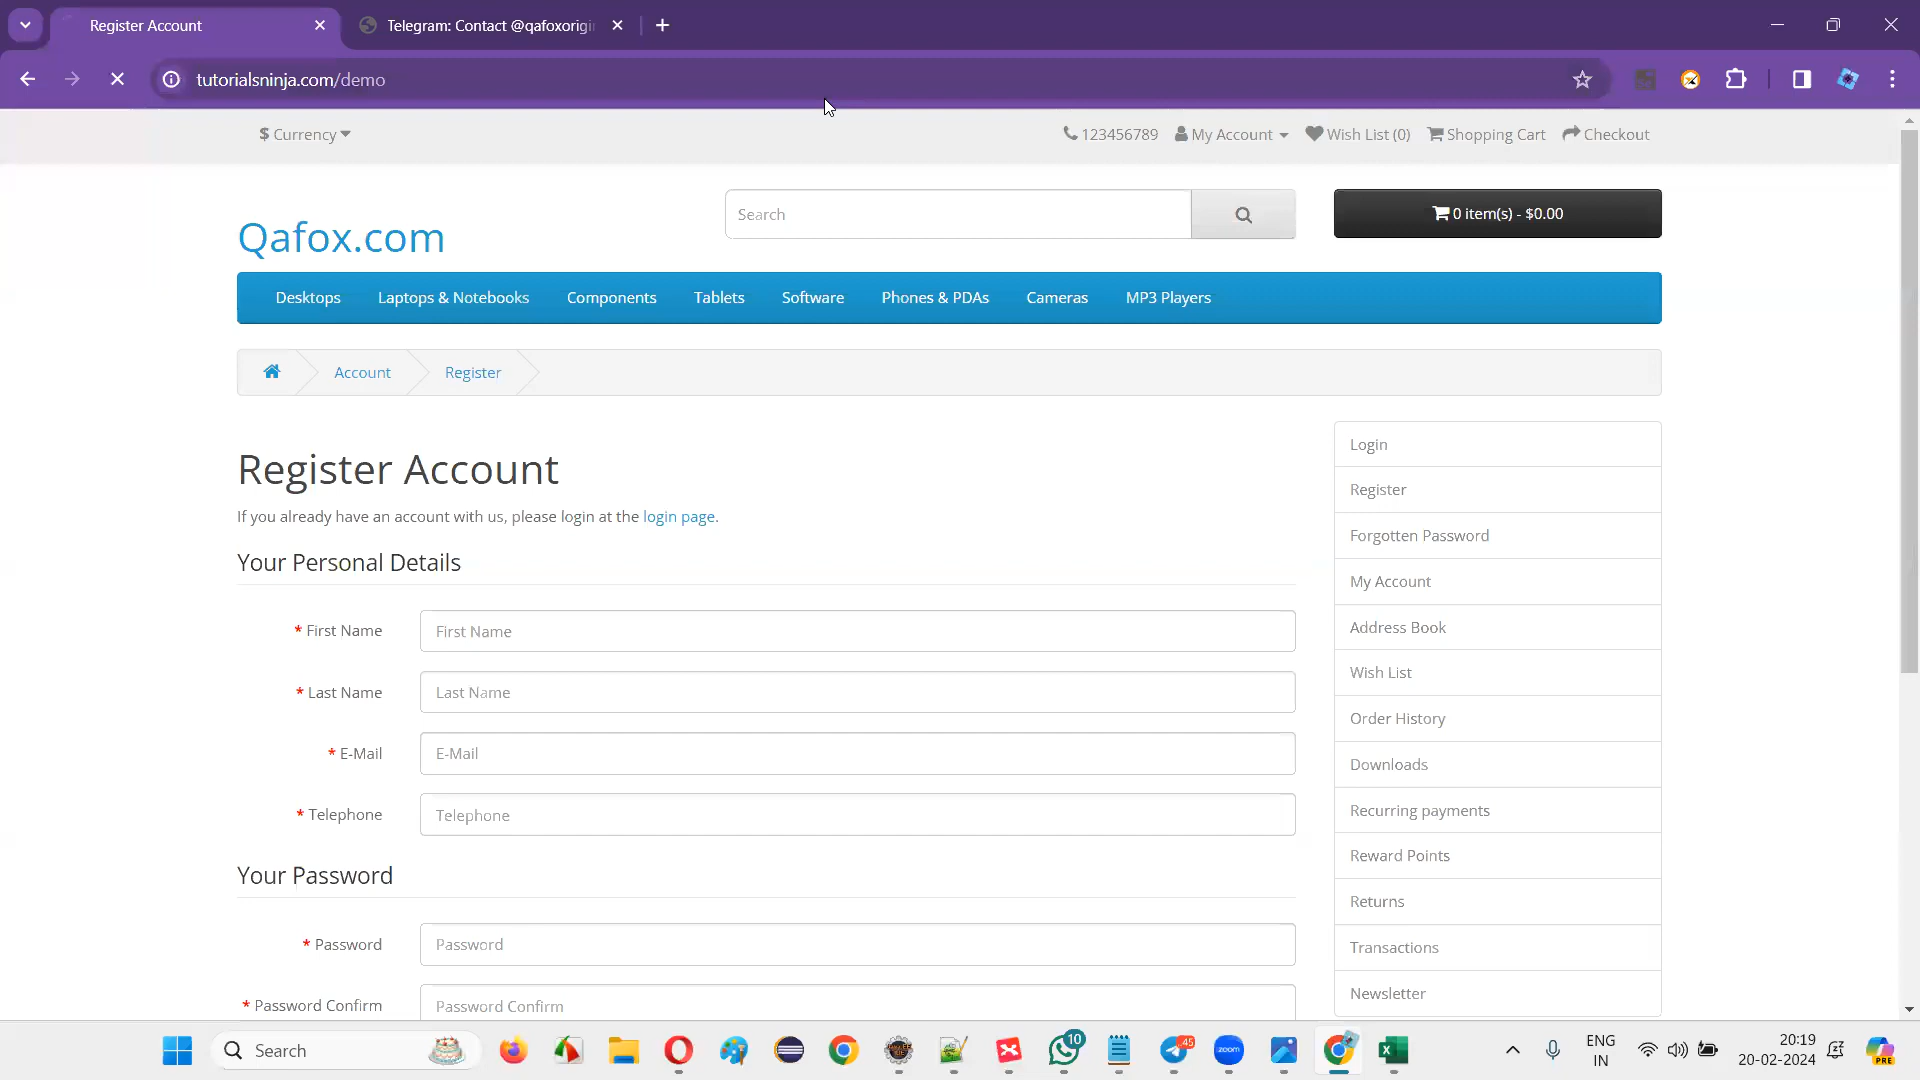 Register Account
Telegram: Contact @qafoxorigi
tutorialsninja.com/demo
$ Currency
123456789 My Account Wish List (0) Shopping Cart Checkout
Search
0 item(s) - $0.00
Qafox.com
Desktops Laptops & Notebooks Components Tablets Software Phones & PDAs Cameras MP3 Players
Account Register
Register Account
If you already have an account with us, please login at the login page.
Your Personal Details
* First Name First Name
* Last Name Last Name
* E-Mail E-Mail
* Telephone Telephone
Your Password
* Password Password
* Password Confirm Password Confirm
Login
Register
Forgotten Password
My Account
Address Book
Wish List
Order History
Downloads
Recurring payments
Reward Points
Returns
Transactions
Newsletter
Search
10
45
zoom
ENG
IN
20:19
20-02-2024
PRE